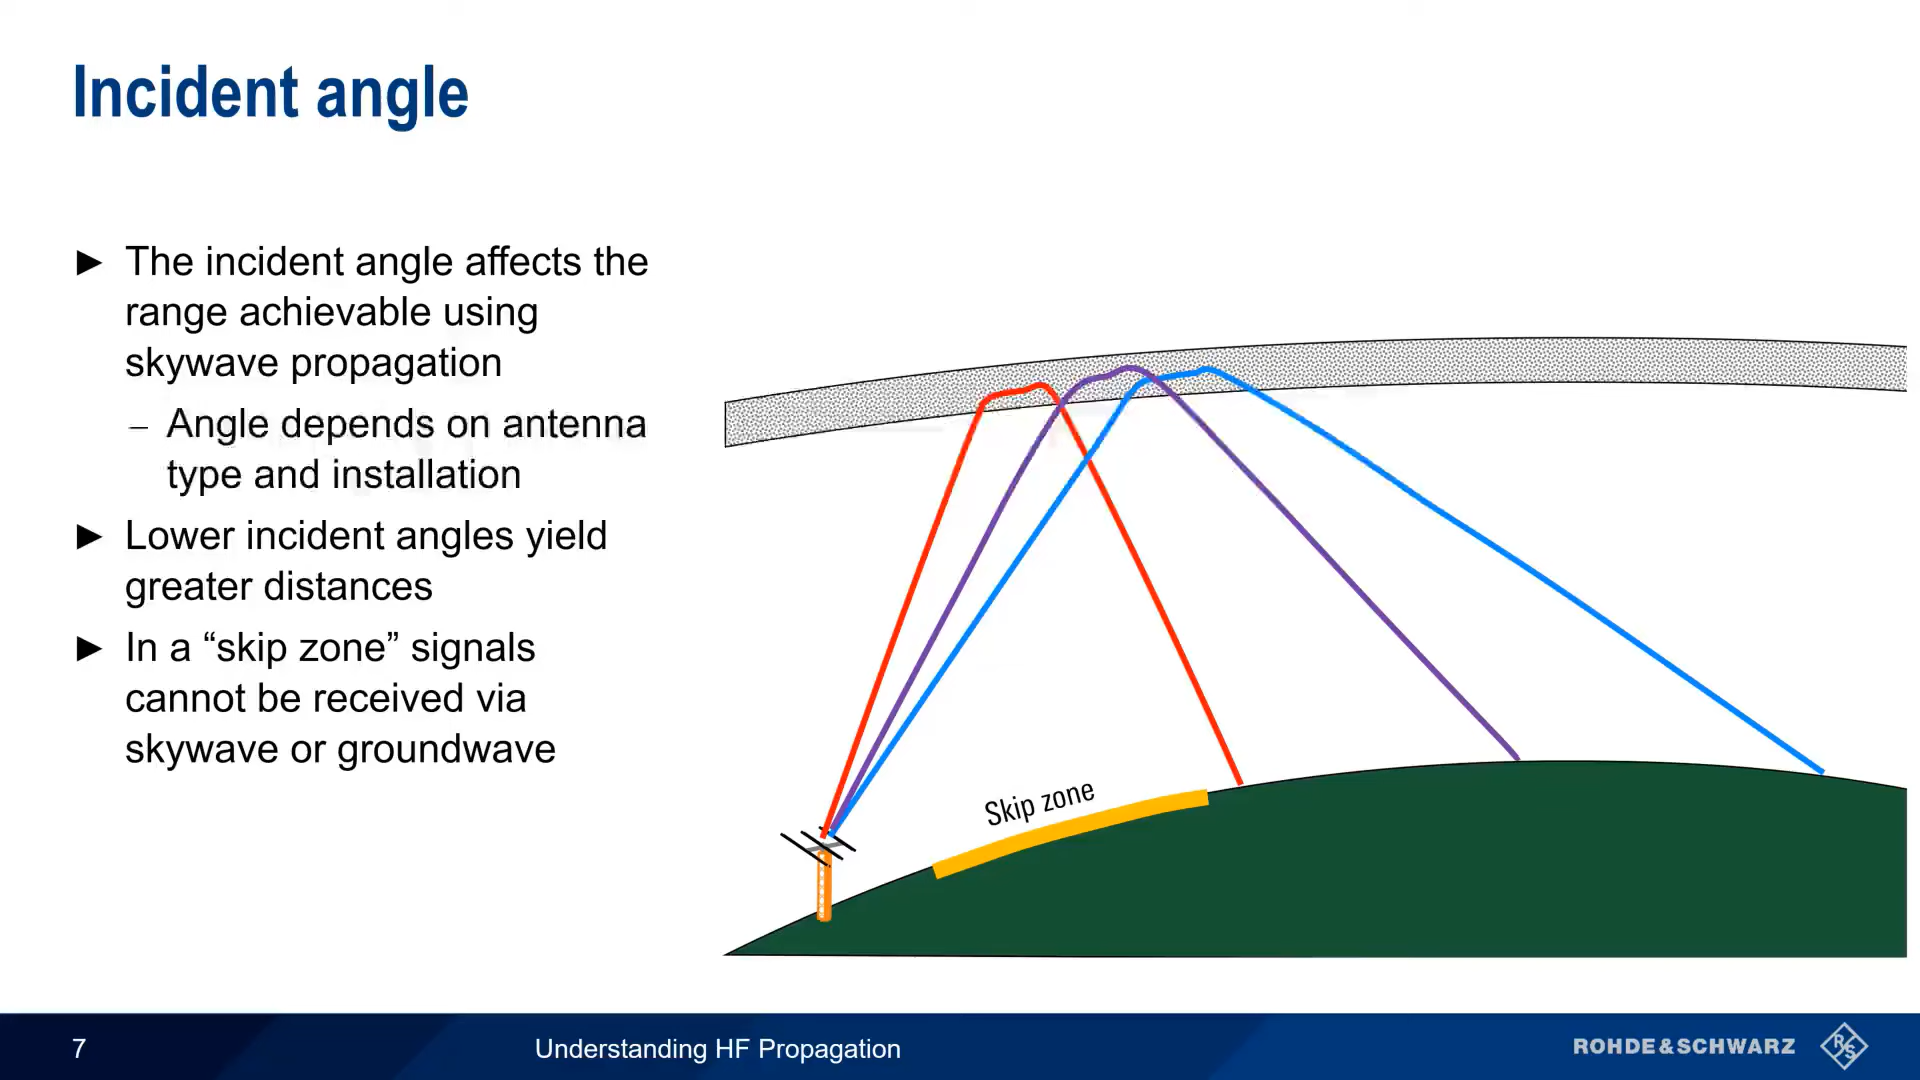 Incident angle
► The incident angle affects the
range achievable using
skywave propagation
– Angle depends on antenna
type and installation
► Lower incident angles yield
greater distances
► In a “skip zone” signals
cannot be received via
skywave or groundwave
Skip zone
7
Understanding HF Propagation
ROHDE&SCHWARZ
R&S